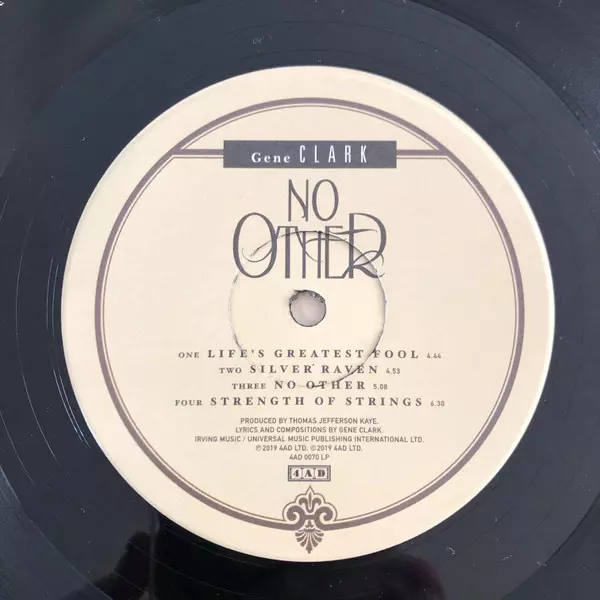 Gene CLARK
NO
OTHER
ONE LIFE'S GREATEST FOOL 4.44
TWO SILVER RAVEN 4.53
THREE NO OTHER 5.08
FOUR STRENGTH OF STRINGS 6.30
PRODUCED BY THOMAS JEFFERSON KAYE.
LYRICS AND COMPOSITIONS BY GENE CLARK.
IRVING MUSIC / UNIVERSAL MUSIC PUBLISHING INTERNATIONAL LTD.
℗2019 4AD LTD. ©2019 4AD LTD.
4AD 0070 LP
4AD